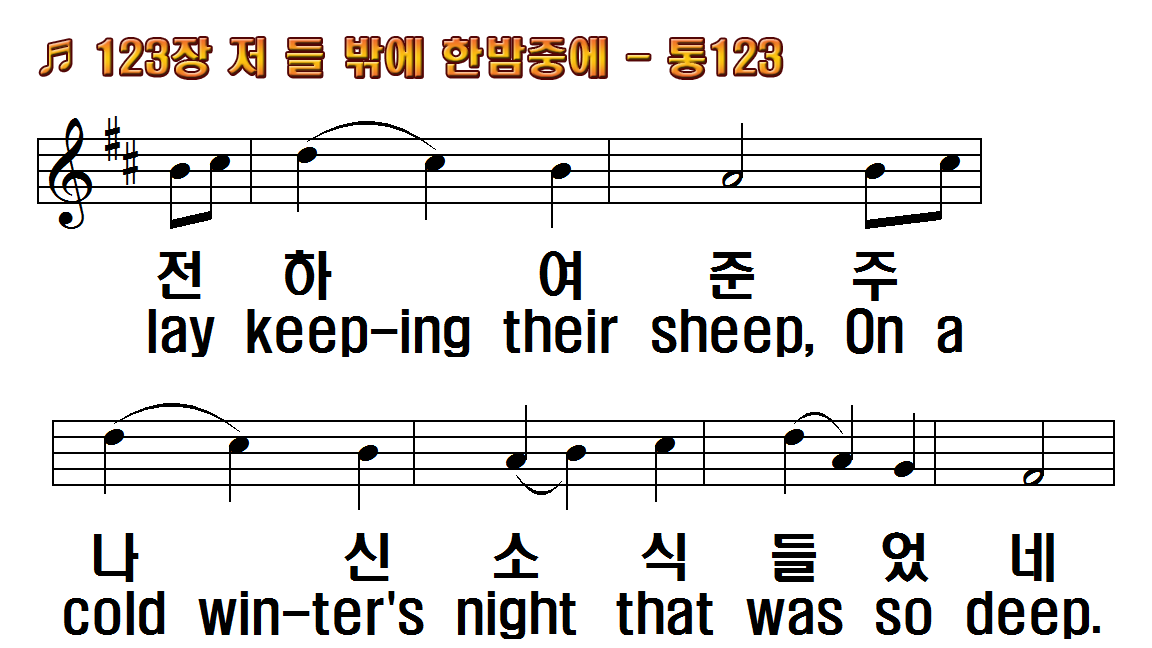 ♬ 123장 저 들 밖에 한밤중에 - 통123
전 하 여 준 주
lay keep-ing their sheep, On a
나 신 소 식 들 었 네
cold win-ter's night that was so deep.